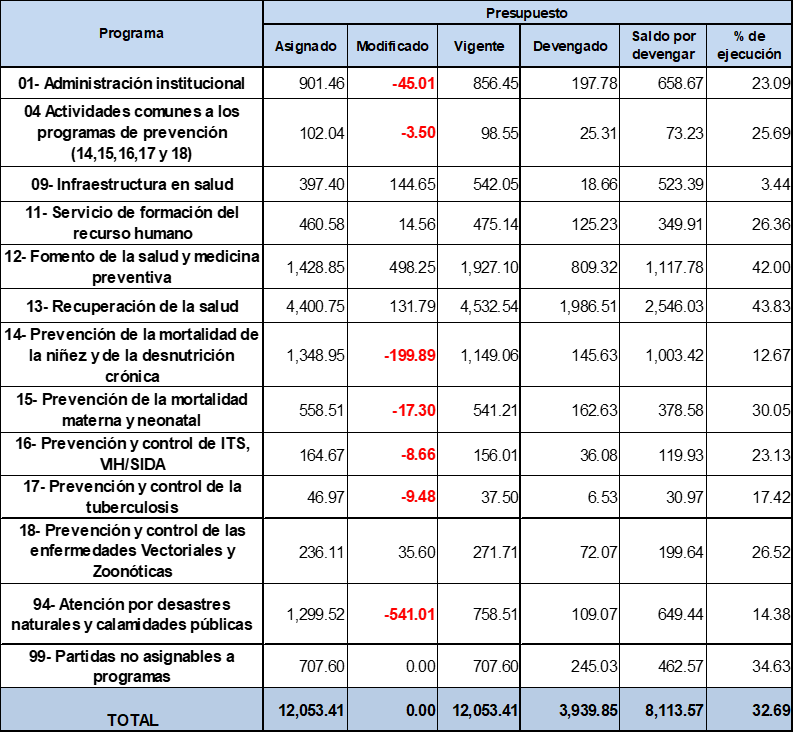 Programa Presupuesto
Asignado Modificado Vigente Devengado Saldo por devengar % de ejecución
01- Administración institucional 901.46 -45.01 856.45 197.78 658.67 23.09
04 Actividades comunes a los
programas de prevención
(14,15,16,17 y 18) 102.04 -3.50 98.55 25.31 73.23 25.69
09- Infraestructura en salud 397.40 144.65 542.05 18.66 523.39 3.44
11- Servicio de formación del
recurso humano 460.58 14.56 475.14 125.23 349.91 26.36
12- Fomento de la salud y medicina
preventiva 1,428.85 498.25 1,927.10 809.32 1,117.78 42.00
13- Recuperación de la salud 4,400.75 131.79 4,532.54 1,986.51 2,546.03 43.83
14- Prevención de la mortalidad de
la niñez y de la desnutrición
crónica 1,348.95 -199.89 1,149.06 145.63 1,003.42 12.67
15- Prevención de la mortalidad
materna y neonatal 558.51 -17.30 541.21 162.63 378.58 30.05
16- Prevención y control de ITS,
VIH/SIDA 164.67 -8.66 156.01 36.08 119.93 23.13
17- Prevención y control de la
tuberculosis 46.97 -9.48 37.50 6.53 30.97 17.42
18- Prevención y control de las
enfermedades Vectoriales y
Zoonóticas 236.11 35.60 271.71 72.07 199.64 26.52
94- Atención por desastres
naturales y calamidades públicas 1,299.52 -541.01 758.51 109.07 649.44 14.38
99- Partidas no asignables a
programas 707.60 0.00 707.60 245.03 462.57 34.63
TOTAL 12,053.41 0.00 12,053.41 3,939.85 8,113.57 32.69